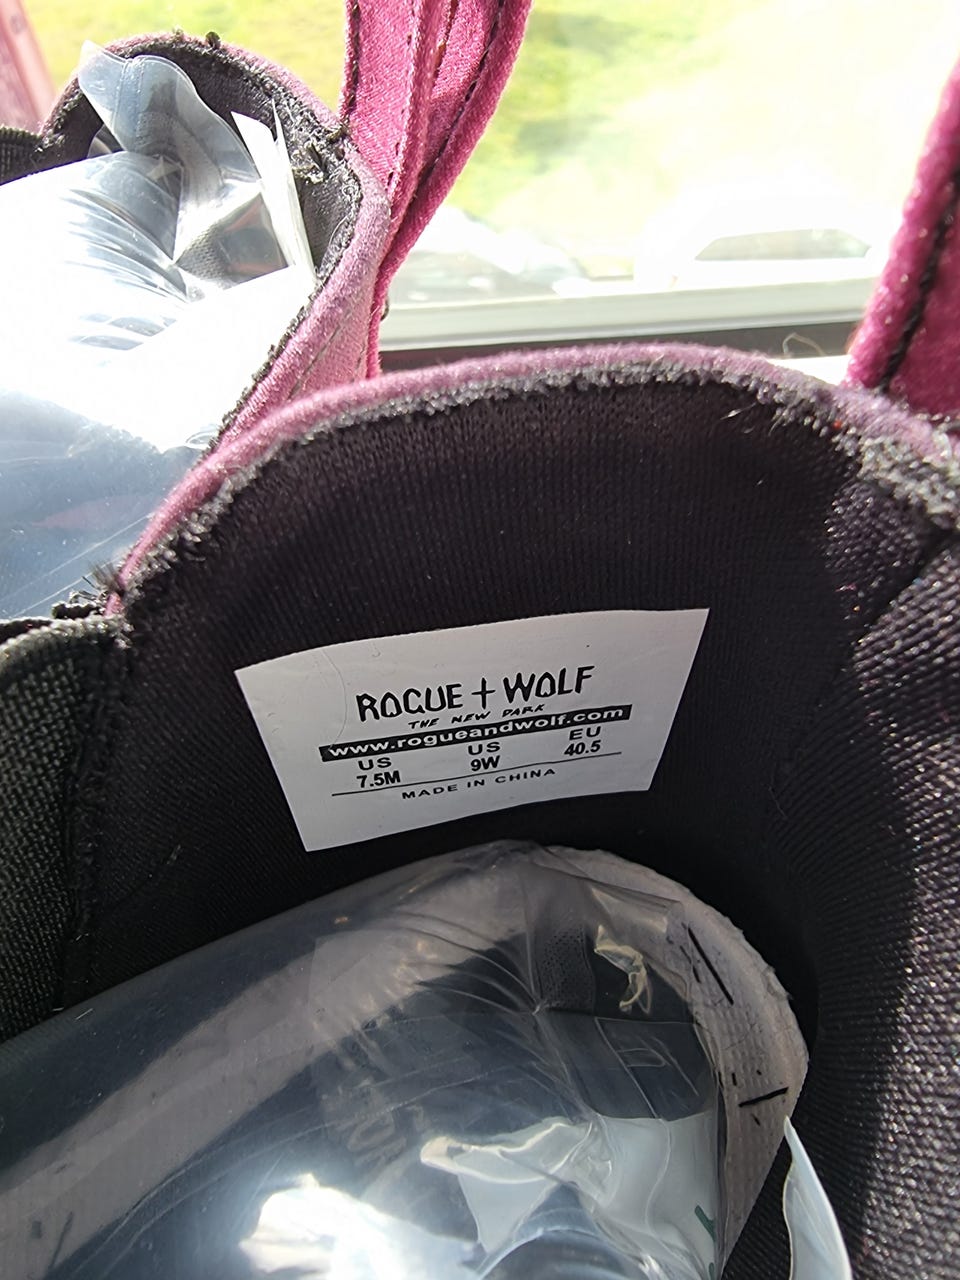 ROGUE + WOLF
THE NEW DARK
www.rogueandwolf.com
US US EU
7.5M 9W 40.5
MADE IN CHINA